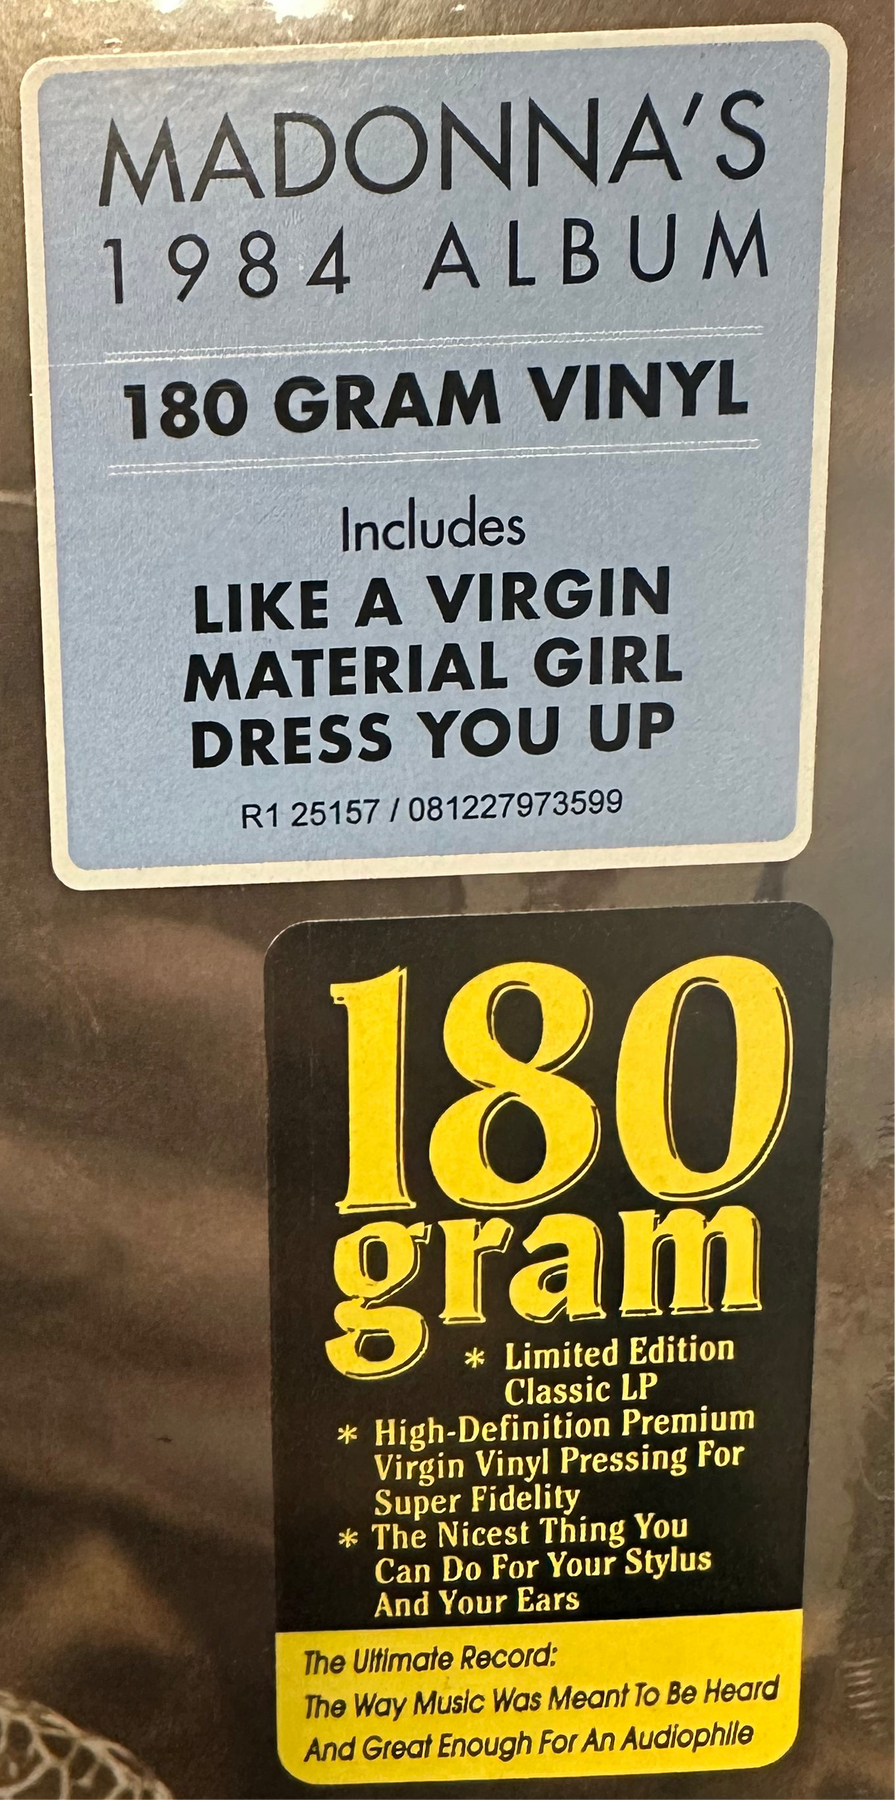 MADONNA'S
1984 ALBUM
180 GRAM VINYL
Includes
LIKE A VIRGIN
MATERIAL GIRL
DRESS YOU UP
R1 25157 / 081227973599
180
gram
* Limited Edition
Classic LP
* High-Definition Premium
Virgin Vinyl Pressing For
Super Fidelity
* The Nicest Thing You
Can Do For Your Stylus
And Your Ears
The Ultimate Record:
The Way Music Was Meant To Be Heard
And Great Enough For An Audiophile